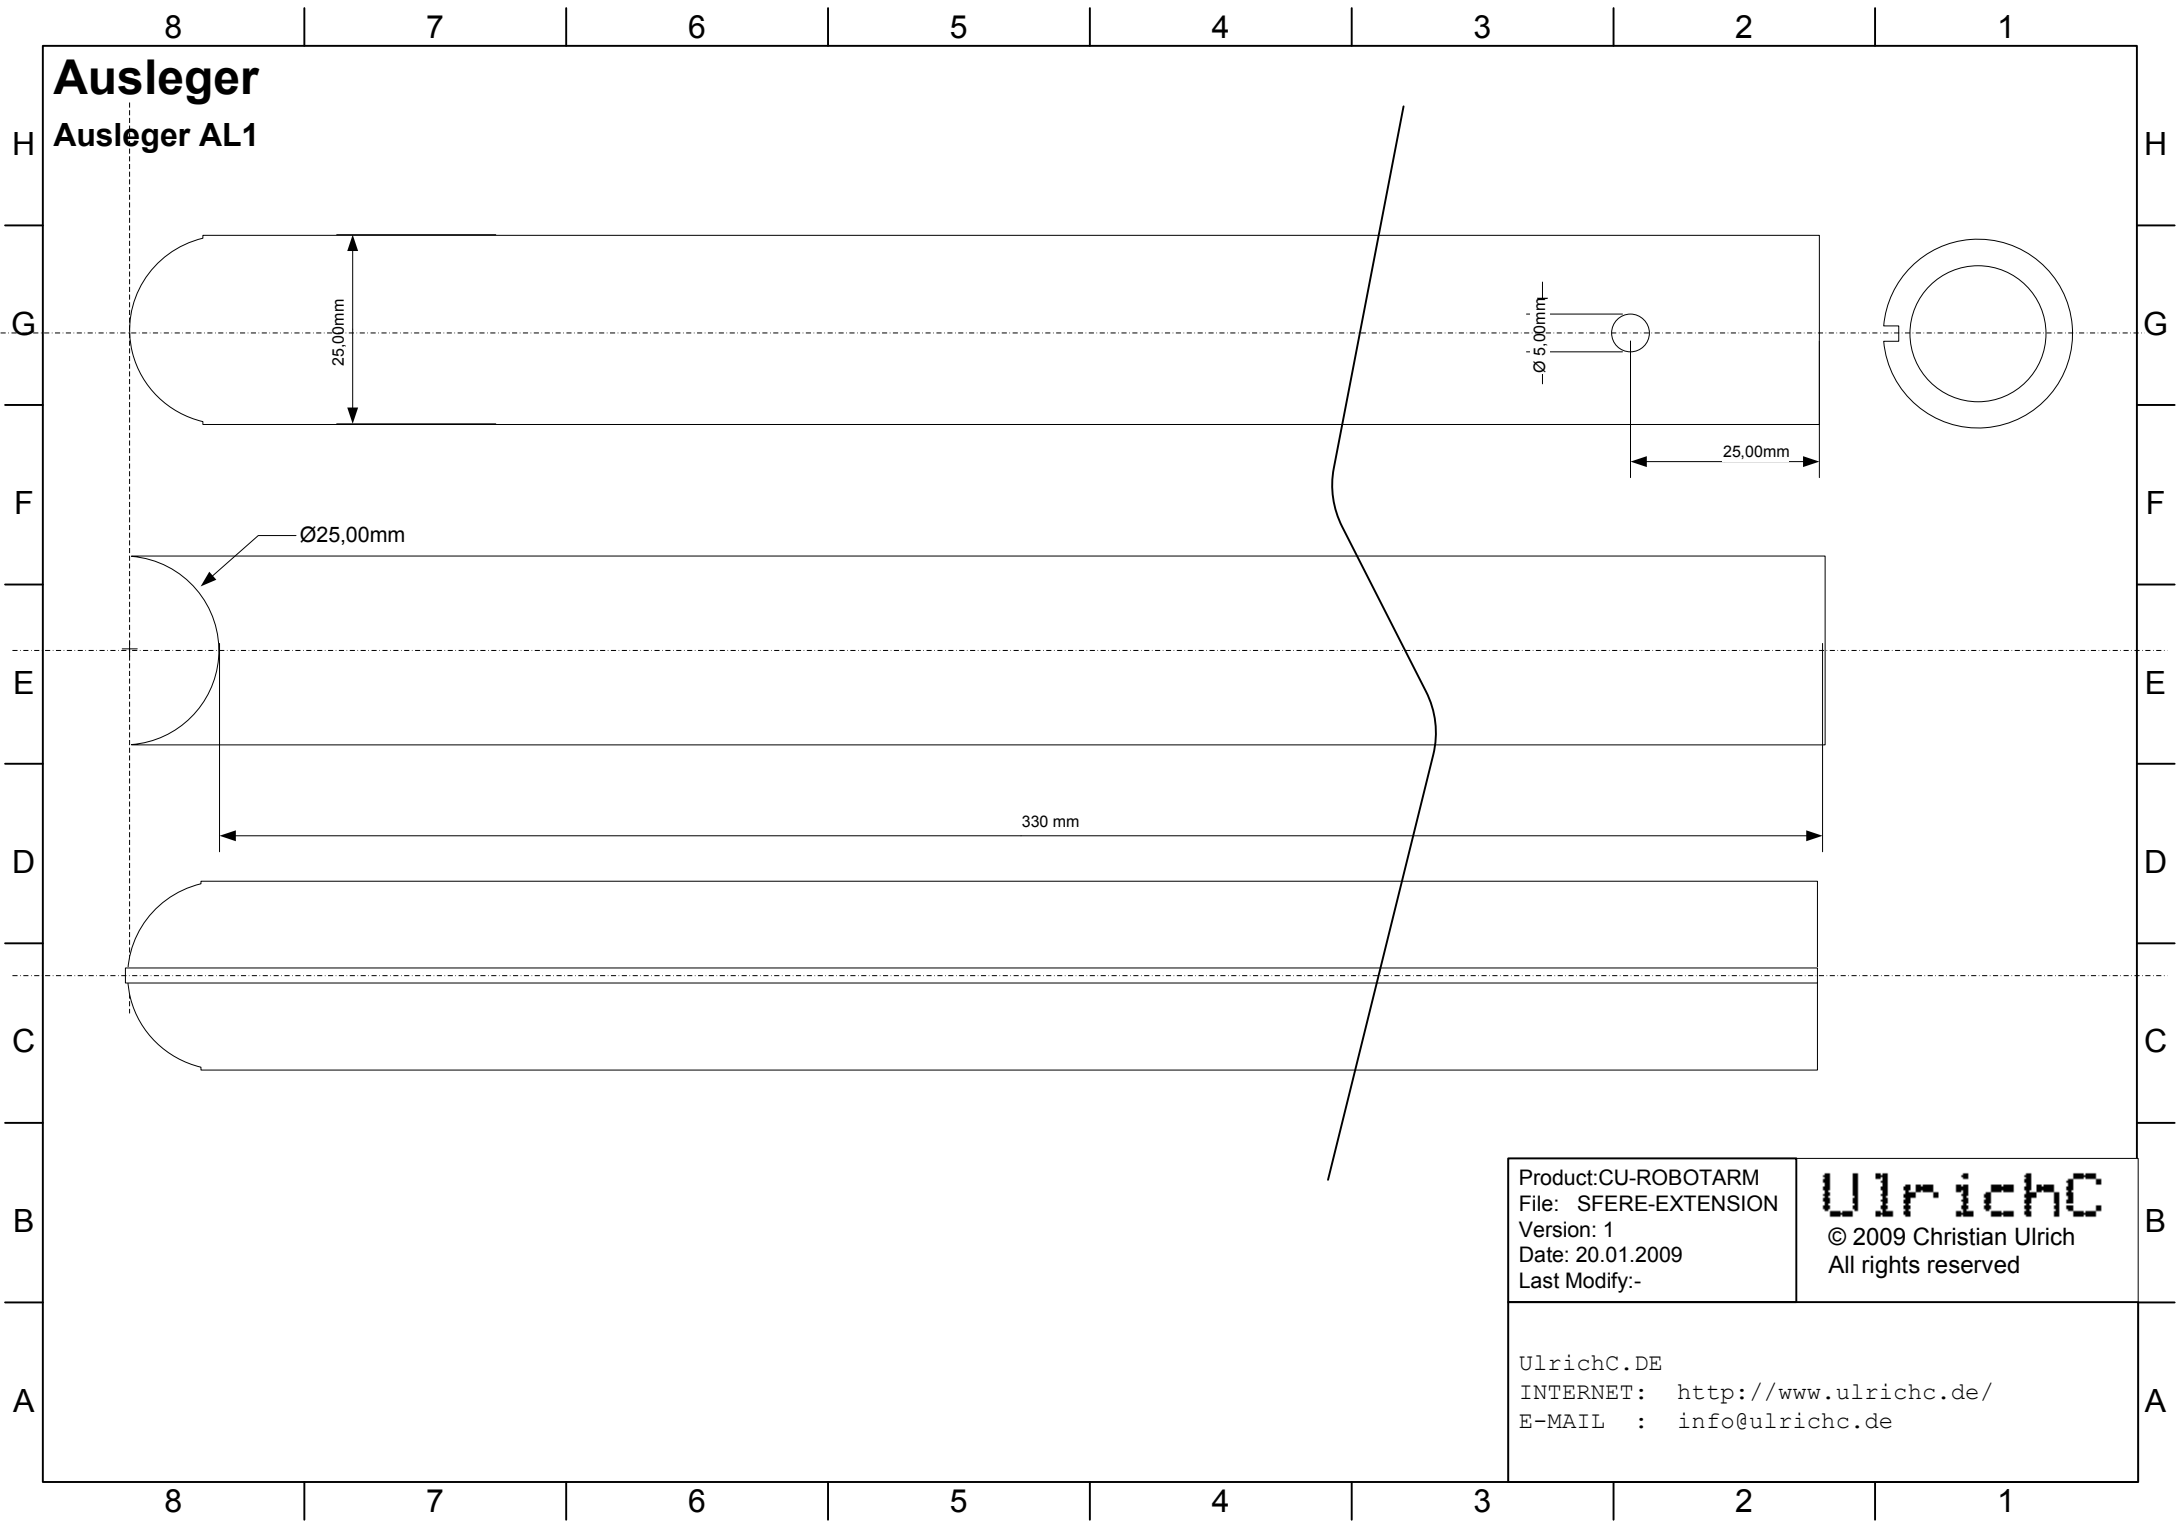 8 7 6 5 4 3 2 1
Ausleger
Ausleger AL1
H H
G G
25,00mm
Ø 5,00mm
25,00mm
F F
Ø25,00mm
E E
330 mm
D D
C C
Product:CU-ROBOTARM
File: SFERE-EXTENSION
Version: 1
Date: 20.01.2009
Last Modify:-
UlrichC
© 2009 Christian Ulrich
All rights reserved
B B
UlrichC.DE
INTERNET: http://www.ulrichc.de/
E-MAIL : info@ulrichc.de
A A
8 7 6 5 4 3 2 1